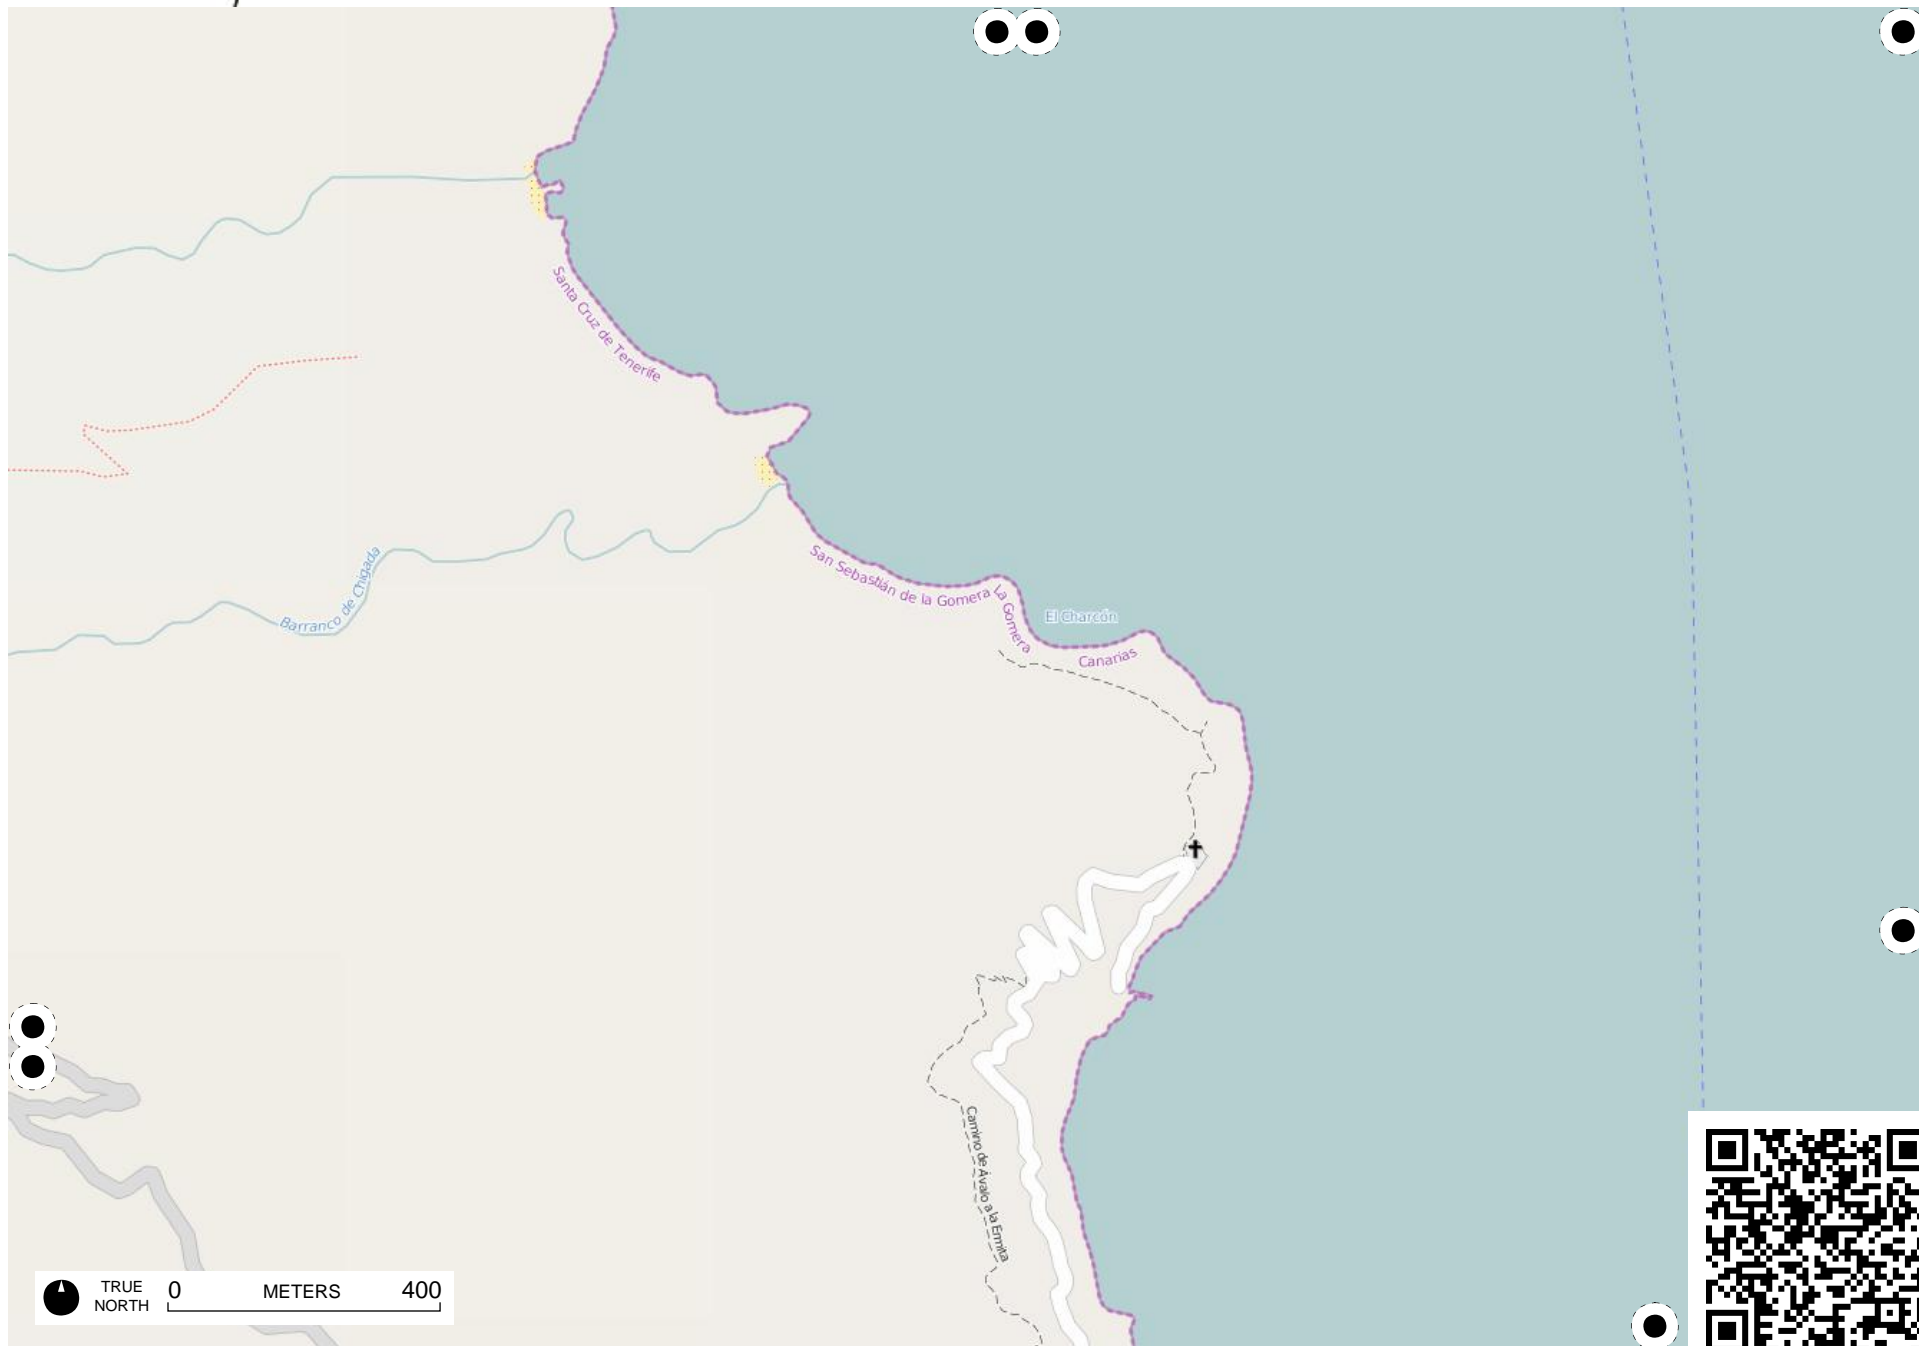 Santa Cruz de Tenerife
San Sebastián de la Gomera
La Gomera
El Charcón
Canarias
Barranco de Chigada
Camino de Ávalo a la Ermita
TRUE NORTH
0 METERS 400